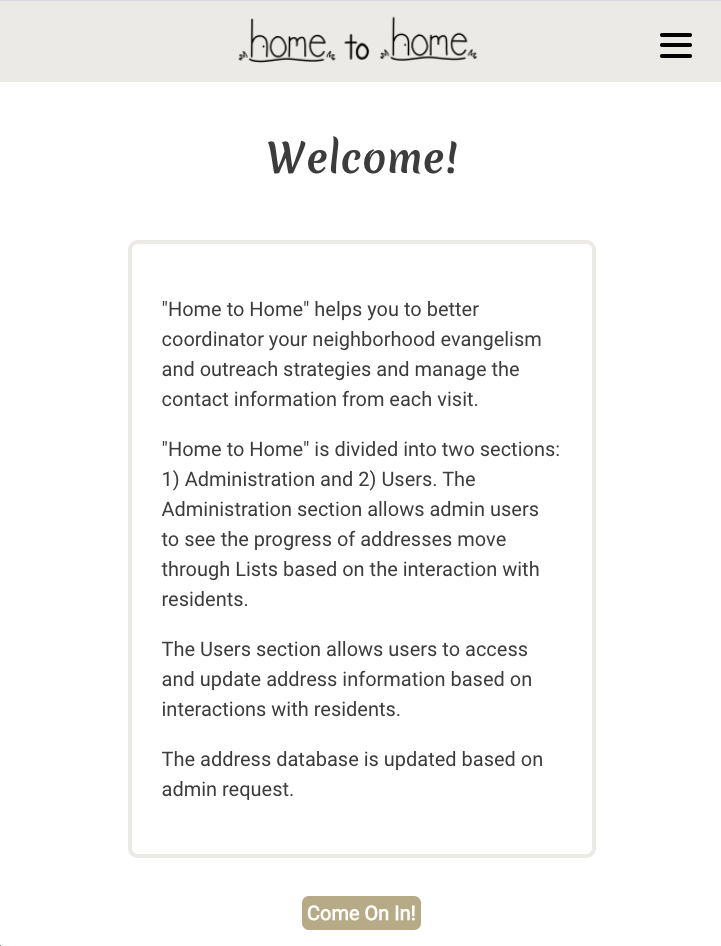 home to home
Welcome!
"Home to Home" helps you to better
coordinator your neighborhood evangelism
and outreach strategies and manage the
contact information from each visit.
"Home to Home" is divided into two sections:
1) Administration and 2) Users. The
Administration section allows admin users
to see the progress of addresses move
through Lists based on the interaction with
residents.
The Users section allows users to access
and update address information based on
interactions with residents.
The address database is updated based on
admin request.
Come On In!